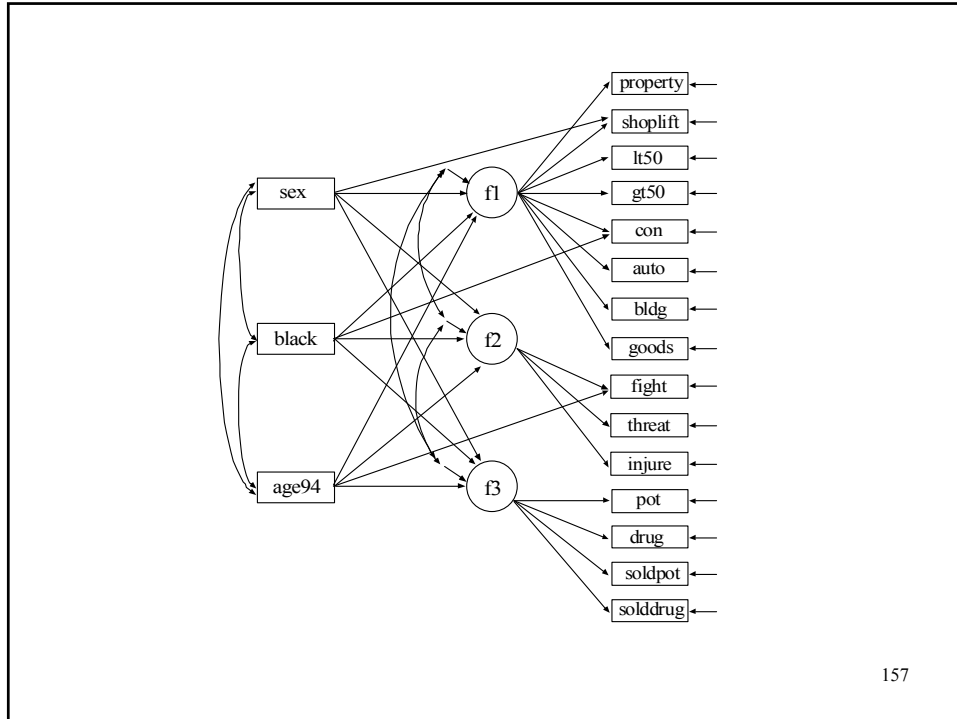 sex
black
age94
f1
f2
f3
property
shoplift
lt50
gt50
con
auto
bldg
goods
fight
threat
injure
pot
drug
soldpot
solddrug
157